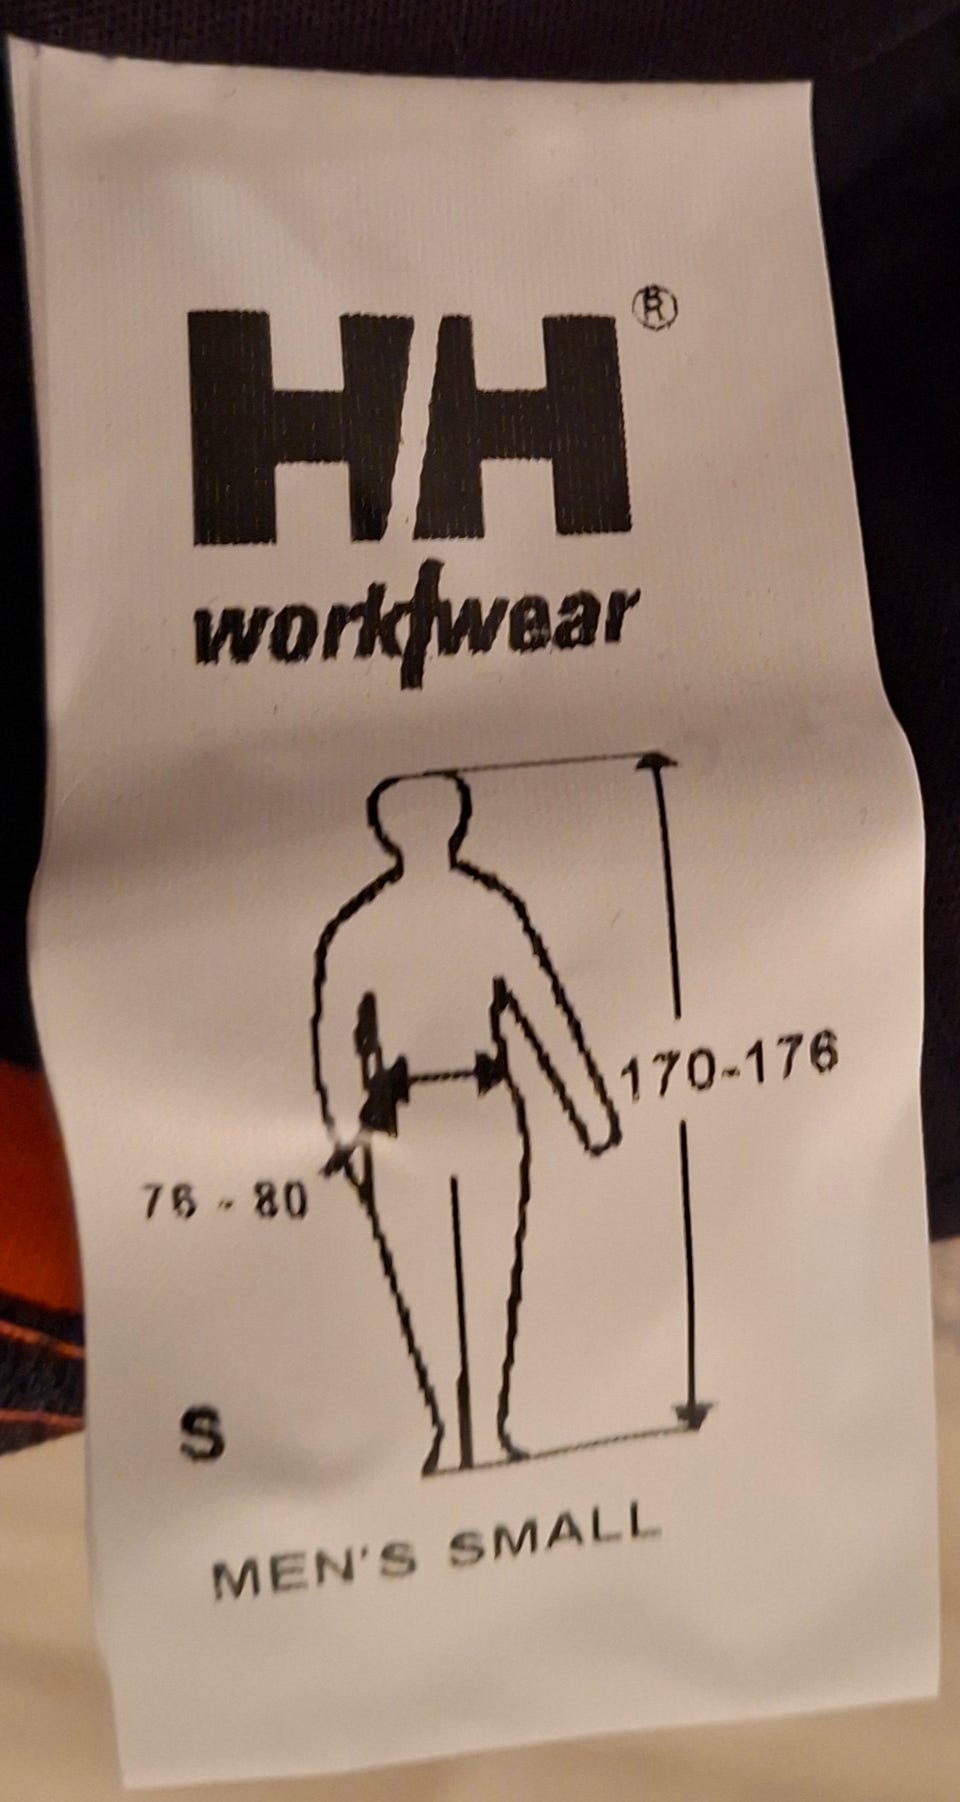 HH®
workwear
170-176
76 - 80
S
MEN'S SMALL